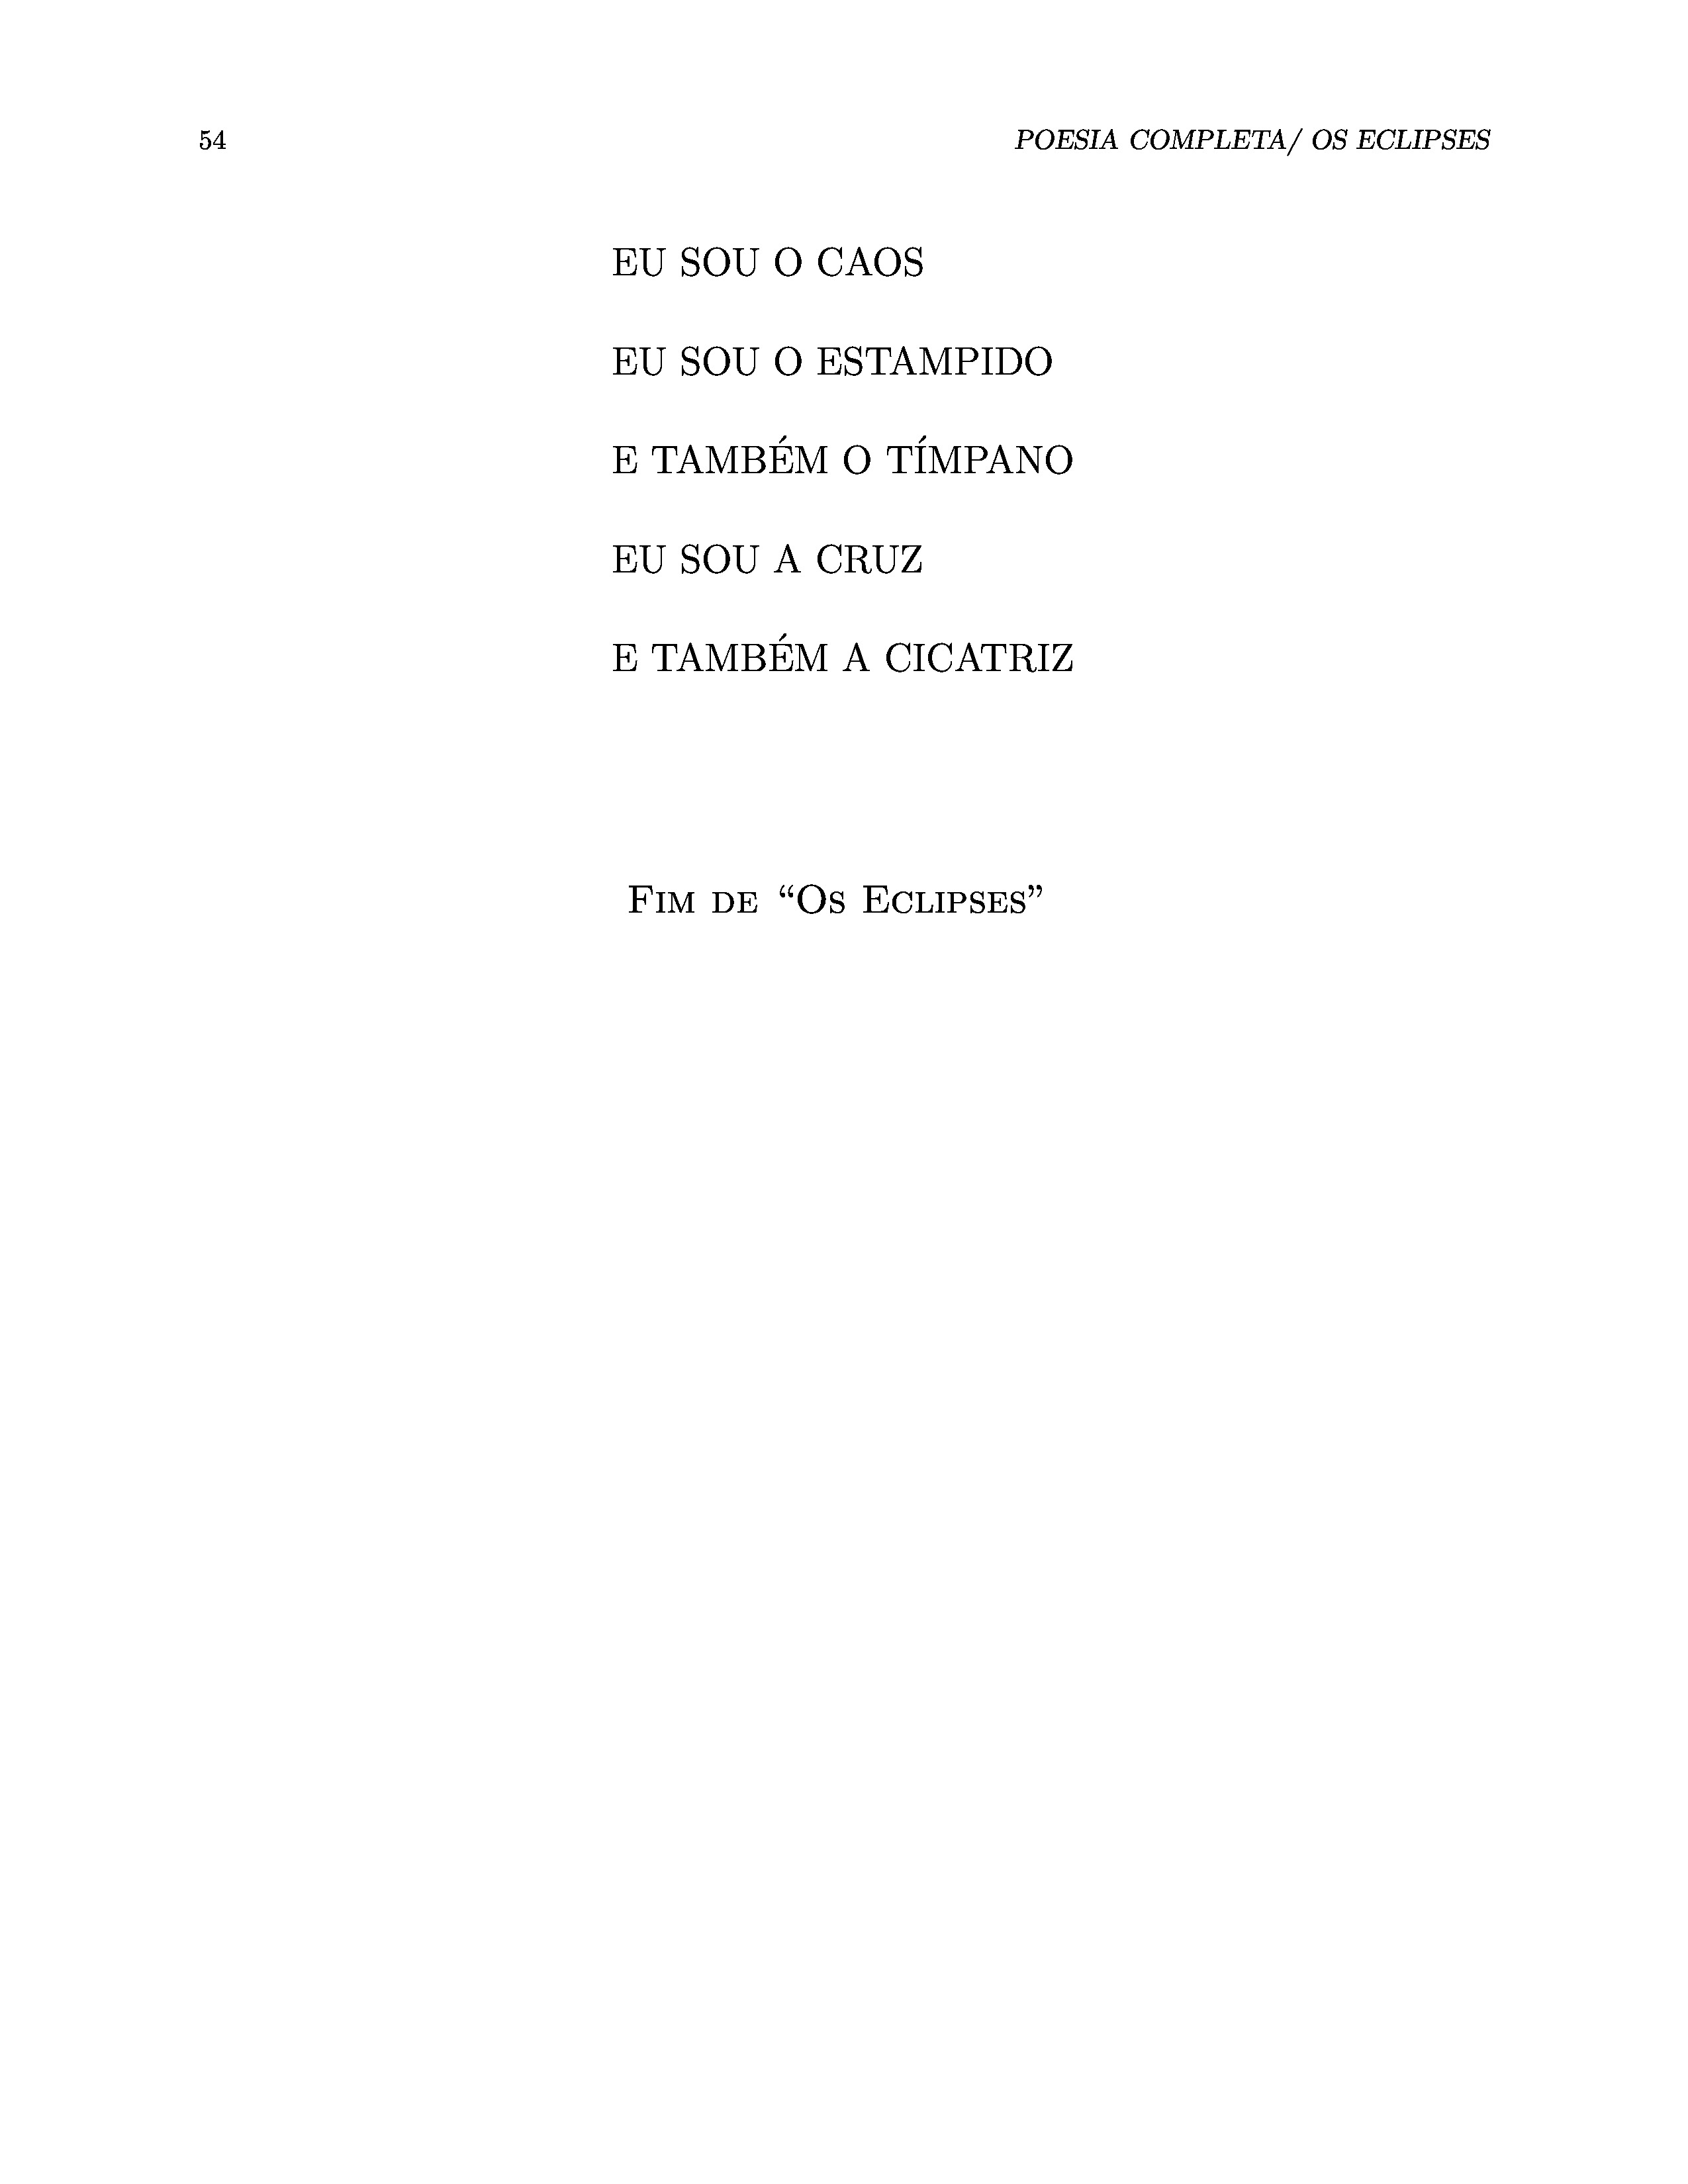 54 POESIA COMPLETA/ OS ECLIPSES
EU SOU O CAOS
EU SOU O ESTAMPIDO
E TAMBÉM O TÍMPANO
EU SOU A CRUZ
E TAMBÉM A CICATRIZ
FIM DE “OS ECLIPSES”